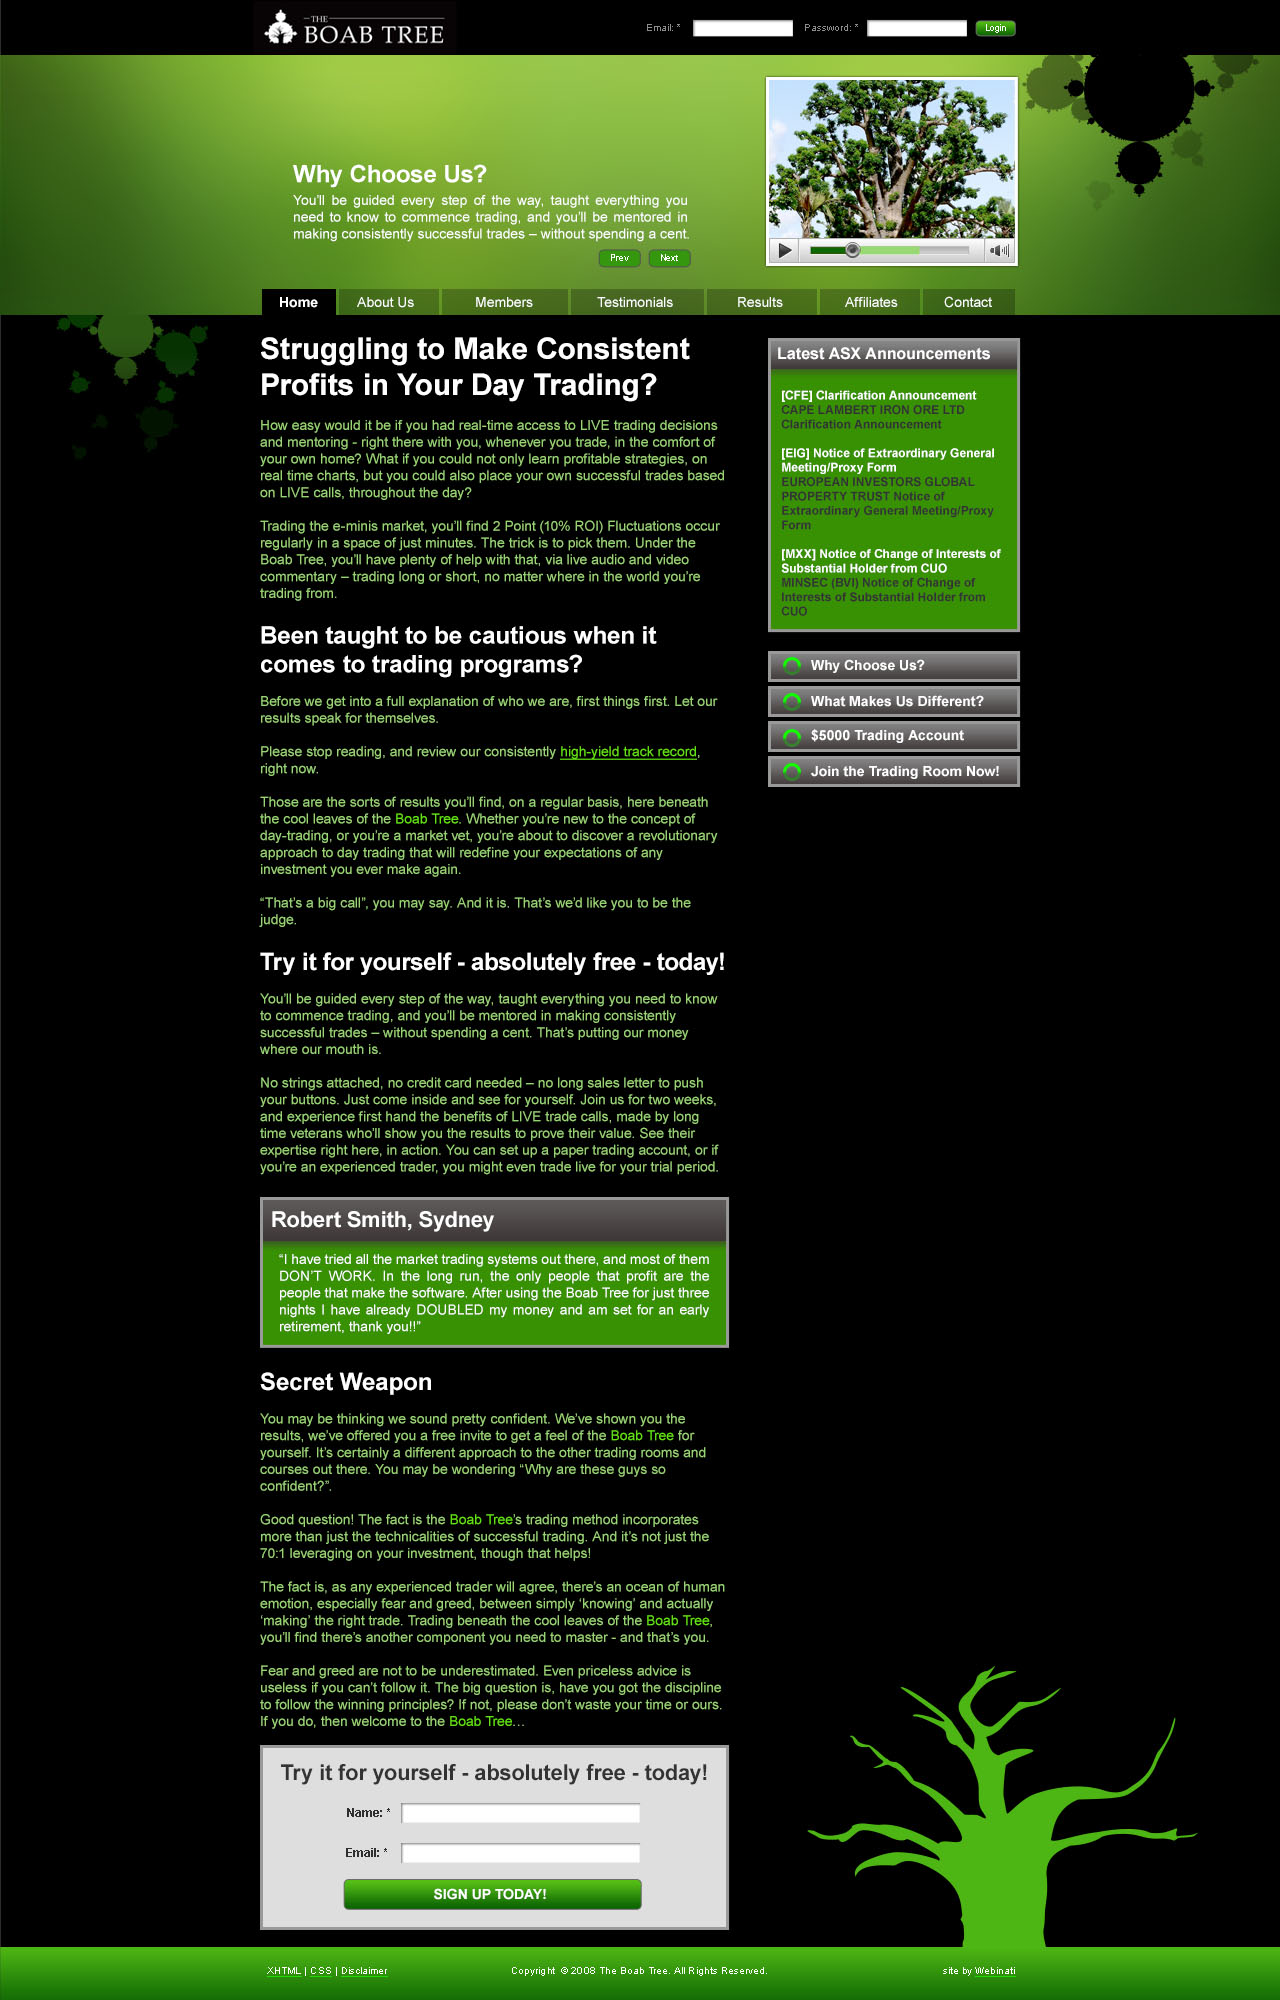 THE
BOAB TREE
Email: *
Password: *
Login
Why Choose Us?
You'll be guided every step of the way, taught everything you
need to know to commence trading, and you'll be mentored in
making consistently successful trades – without spending a cent.
Prev
Next
Home
About Us
Members
Testimonials
Results
Affiliates
Contact
Struggling to Make Consistent
Profits in Your Day Trading?
How easy would it be if you had real-time access to LIVE trading decisions
and mentoring - right there with you, whenever you trade, in the comfort of
your own home? What if you could not only learn profitable strategies, on
real time charts, but you could also place your own successful trades based
on LIVE calls, throughout the day?
Trading the e-minis market, you'll find 2 Point (10% ROI) Fluctuations occur
regularly in a space of just minutes. The trick is to pick them. Under the
Boab Tree, you'll have plenty of help with that, via live audio and video
commentary – trading long or short, no matter where in the world you're
trading from.
Been taught to be cautious when it
comes to trading programs?
Before we get into a full explanation of who we are, first things first. Let our
results speak for themselves.
Please stop reading, and review our consistently high-yield track record,
right now.
Those are the sorts of results you'll find, on a regular basis, here beneath
the cool leaves of the Boab Tree. Whether you're new to the concept of
day-trading, or you're a market vet, you're about to discover a revolutionary
approach to day trading that will redefine your expectations of any
investment you ever make again.
“That's a big call”, you may say. And it is. That's we'd like you to be the
judge.
Try it for yourself - absolutely free - today!
You'll be guided every step of the way, taught everything you need to know
to commence trading, and you'll be mentored in making consistently
successful trades – without spending a cent. That's putting our money
where our mouth is.
No strings attached, no credit card needed – no long sales letter to push
your buttons. Just come inside and see for yourself. Join us for two weeks,
and experience first hand the benefits of LIVE trade calls, made by long
time veterans who'll show you the results to prove their value. See their
expertise right here, in action. You can set up a paper trading account, or if
you're an experienced trader, you might even trade live for your trial period.
Robert Smith, Sydney
“I have tried all the market trading systems out there, and most of them
DON'T WORK. In the long run, the only people that profit are the
people that make the software. After using the Boab Tree for just three
nights I have already DOUBLED my money and am set for an early
retirement, thank you!!”
Secret Weapon
You may be thinking we sound pretty confident. We've shown you the
results, we've offered you a free invite to get a feel of the Boab Tree for
yourself. It's certainly a different approach to the other trading rooms and
courses out there. You may be wondering “Why are these guys so
confident?”.
Good question! The fact is the Boab Tree's trading method incorporates
more than just the technicalities of successful trading. And it's not just the
70:1 leveraging on your investment, though that helps!
The fact is, as any experienced trader will agree, there's an ocean of human
emotion, especially fear and greed, between simply ‘knowing’ and actually
‘making’ the right trade. Trading beneath the cool leaves of the Boab Tree,
you'll find there's another component you need to master - and that's you.
Fear and greed are not to be underestimated. Even priceless advice is
useless if you can't follow it. The big question is, have you got the discipline
to follow the winning principles? If not, please don't waste your time or ours.
If you do, then welcome to the Boab Tree...
Try it for yourself - absolutely free - today!
Name: *
Email: *
SIGN UP TODAY!
Latest ASX Announcements
[CFE] Clarification Announcement
CAPE LAMBERT IRON ORE LTD
Clarification Announcement
[EIG] Notice of Extraordinary General
Meeting/Proxy Form
EUROPEAN INVESTORS GLOBAL
PROPERTY TRUST Notice of
Extraordinary General Meeting/Proxy
Form
[MXX] Notice of Change of Interests of
Substantial Holder from CUO
MINSEC (BVI) Notice of Change of
Interests of Substantial Holder from
CUO
Why Choose Us?
What Makes Us Different?
$5000 Trading Account
Join the Trading Room Now!
XHTML | CSS | Disclaimer
Copyright © 2008 The Boab Tree. All Rights Reserved.
site by Webinati